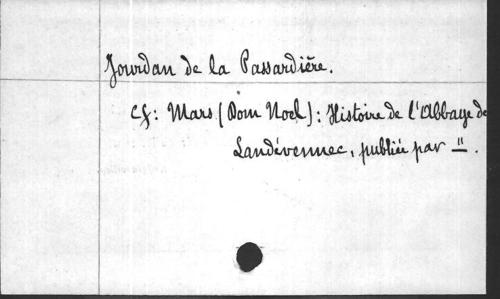 Jourdan de la Passardière.
cf: Mars (Dom Noel): Histoire de l'Abbaye de
Landévennec, publiée par ".